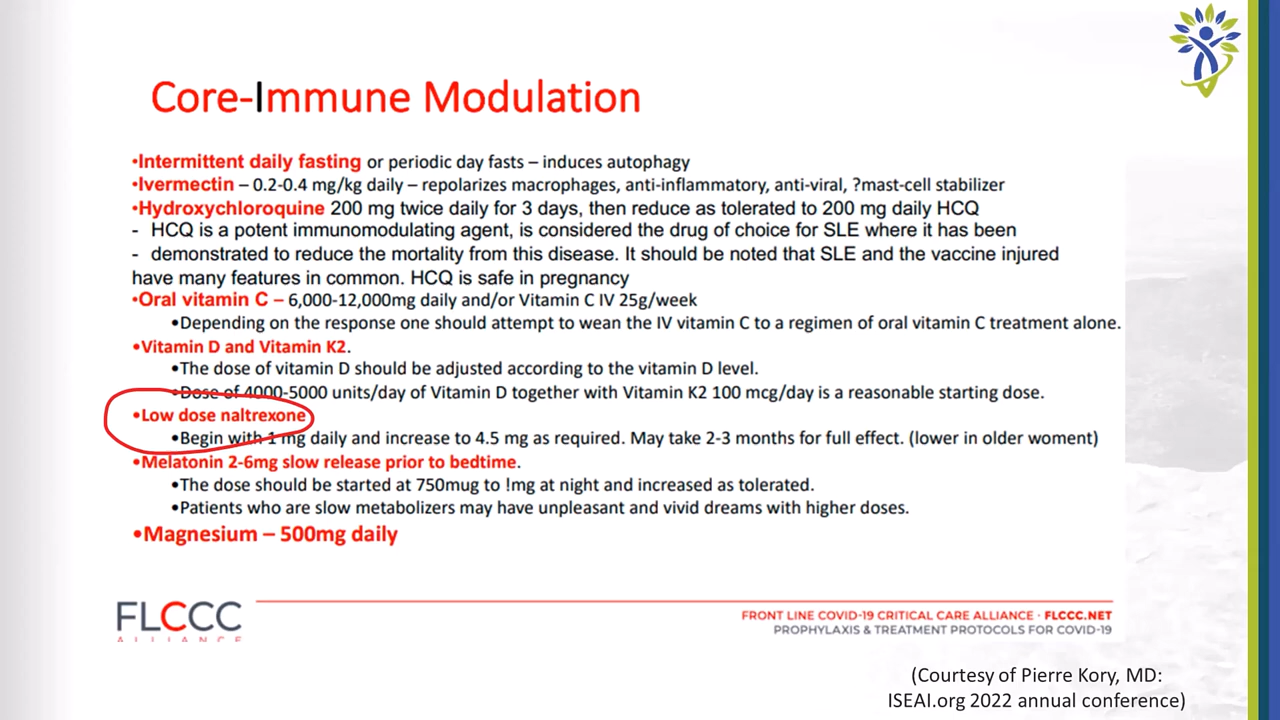 Core-Immune Modulation
•Intermittent daily fasting or periodic day fasts – induces autophagy
•Ivermectin – 0.2-0.4 mg/kg daily – repolarizes macrophages, anti-inflammatory, anti-viral, ?mast-cell stabilizer
•Hydroxychloroquine 200 mg twice daily for 3 days, then reduce as tolerated to 200 mg daily HCQ
- HCQ is a potent immunomodulating agent, is considered the drug of choice for SLE where it has been
- demonstrated to reduce the mortality from this disease. It should be noted that SLE and the vaccine injured
have many features in common. HCQ is safe in pregnancy
•Oral vitamin C – 6,000-12,000mg daily and/or Vitamin C IV 25g/week
•Depending on the response one should attempt to wean the IV vitamin C to a regimen of oral vitamin C treatment alone.
•Vitamin D and Vitamin K2.
•The dose of vitamin D should be adjusted according to the vitamin D level.
•Dose of 4000-5000 units/day of Vitamin D together with Vitamin K2 100 mcg/day is a reasonable starting dose.
•Low dose naltrexone
•Begin with 1 mg daily and increase to 4.5 mg as required. May take 2-3 months for full effect. (lower in older woment)
•Melatonin 2-6mg slow release prior to bedtime.
•The dose should be started at 750mug to !mg at night and increased as tolerated.
•Patients who are slow metabolizers may have unpleasant and vivid dreams with higher doses.
•Magnesium – 500mg daily
FLCCC
ALLIANCE
FRONT LINE COVID-19 CRITICAL CARE ALLIANCE · FLCCC.NET
PROPHYLAXIS & TREATMENT PROTOCOLS FOR COVID-19
(Courtesy of Pierre Kory, MD:
ISEAI.org 2022 annual conference)